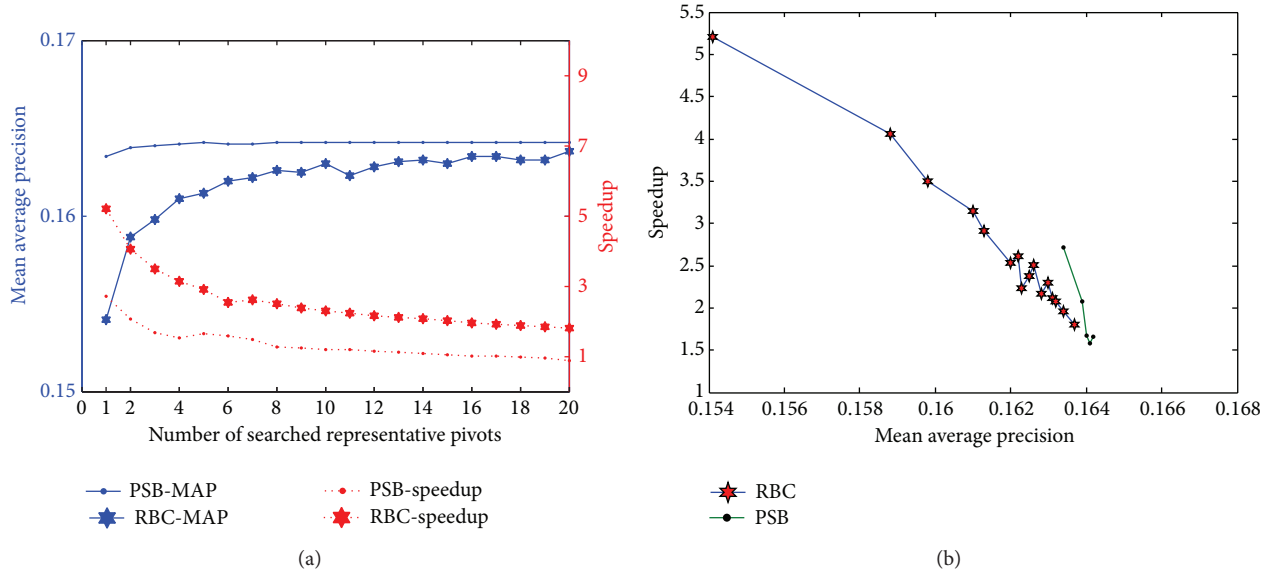 0.17
0.16
0.15
Mean average precision
9
7
5
3
1
Speedup
0 1 2 4 6 8 10 12 14 16 18 20
Number of searched representative pivots
PSB-MAP
RBC-MAP
PSB-speedup
RBC-speedup
(a)
5.5
5
4.5
4
3.5
3
2.5
2
1.5
1
Speedup
0.154 0.156 0.158 0.16 0.162 0.164 0.166 0.168
Mean average precision
RBC
PSB
(b)